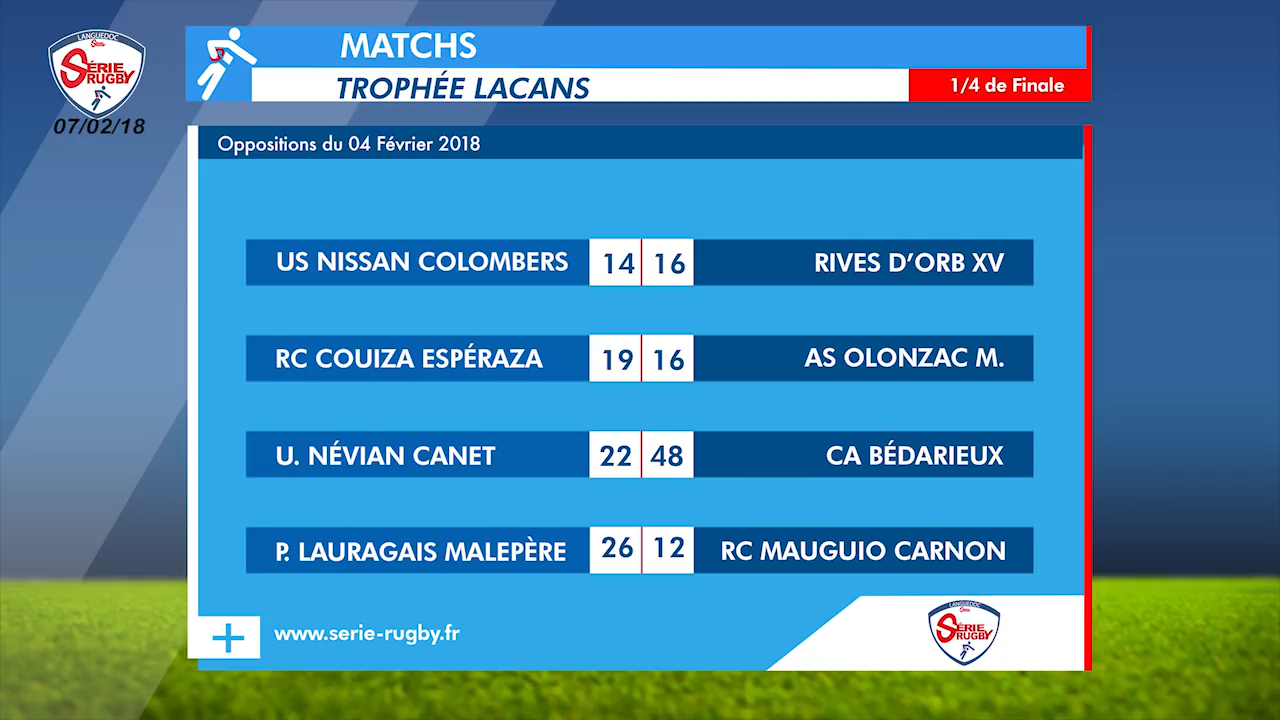 LANGUEDOC
SÉRIE
RUGBY
07/02/18
MATCHS
TROPHÉE LACANS
1/4 de Finale
Oppositions du 04 Février 2018
US NISSAN COLOMBERS 14 16 RIVES D'ORB XV
RC COUIZA ESPÉRAZA 19 16 AS OLONZAC M.
U. NÉVIAN CANET 22 48 CA BÉDARIEUX
P. LAURAGAIS MALEPÈRE 26 12 RC MAUGUIO CARNON
+ www.serie-rugby.fr
LANGUEDOC
SÉRIE
RUGBY